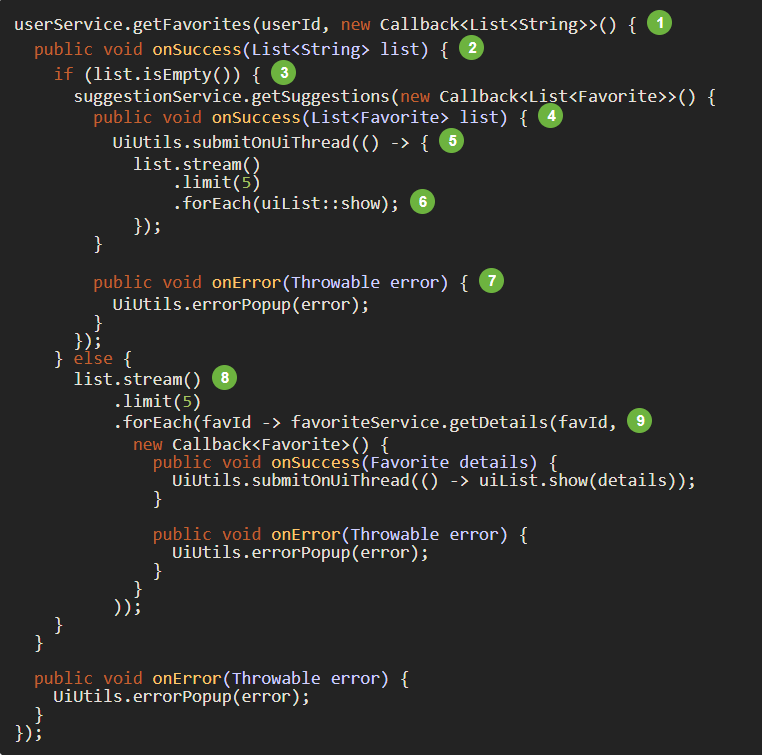 userService.getFavorites(userId, new Callback<List<String>>() { 1
  public void onSuccess(List<String> list) { 2
    if (list.isEmpty()) { 3
      suggestionService.getSuggestions(new Callback<List<Favorite>>() {
        public void onSuccess(List<Favorite> list) { 4
          UiUtils.submitOnUiThread(() -> { 5
            list.stream()
                .limit(5)
                .forEach(uiList::show); 6
            });
        }

        public void onError(Throwable error) { 7
          UiUtils.errorPopup(error);
        }
      });
    } else {
      list.stream() 8
          .limit(5)
          .forEach(favId -> favoriteService.getDetails(favId, 9
            new Callback<Favorite>() {
              public void onSuccess(Favorite details) {
                UiUtils.submitOnUiThread(() -> uiList.show(details));
              }

              public void onError(Throwable error) {
                UiUtils.errorPopup(error);
              }
            }
          ));
    }
  }

  public void onError(Throwable error) {
    UiUtils.errorPopup(error);
  }
});